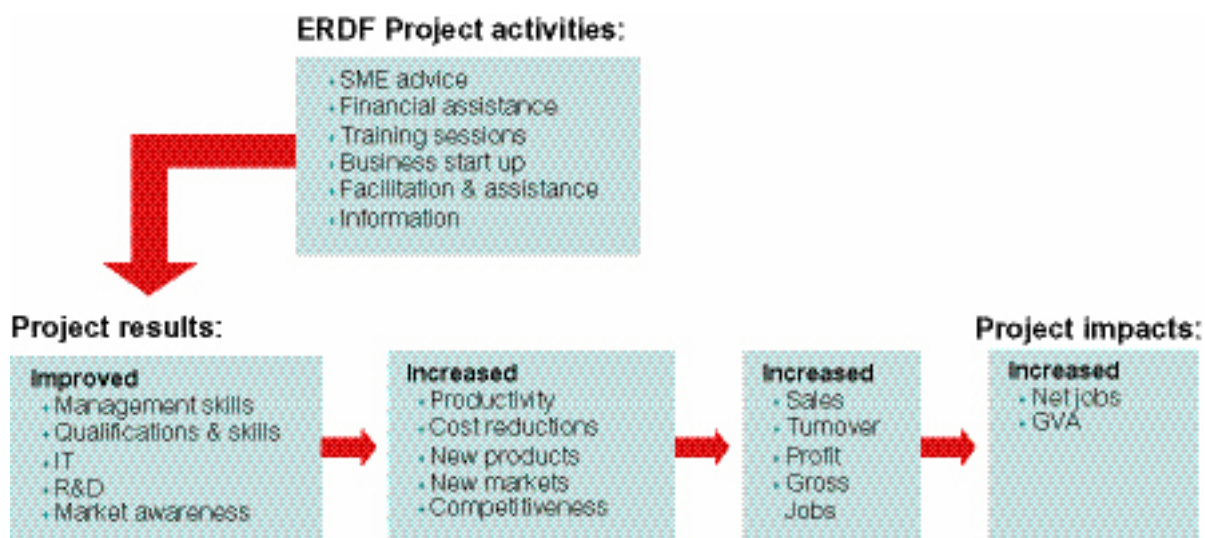 ERDF Project activities:
SME advice
Financial assistance
Training sessions
Business start up
Facilitation & assistance
Information
Project results:
Improved
Management skills
Qualifications & skills
IT
R&D
Market awareness
Increased
Productivity
Cost reductions
New products
New markets
Competitiveness
Increased
Sales
Turnover
Profit
Gross
Jobs
Project impacts:
Increased
Net jobs
GVA